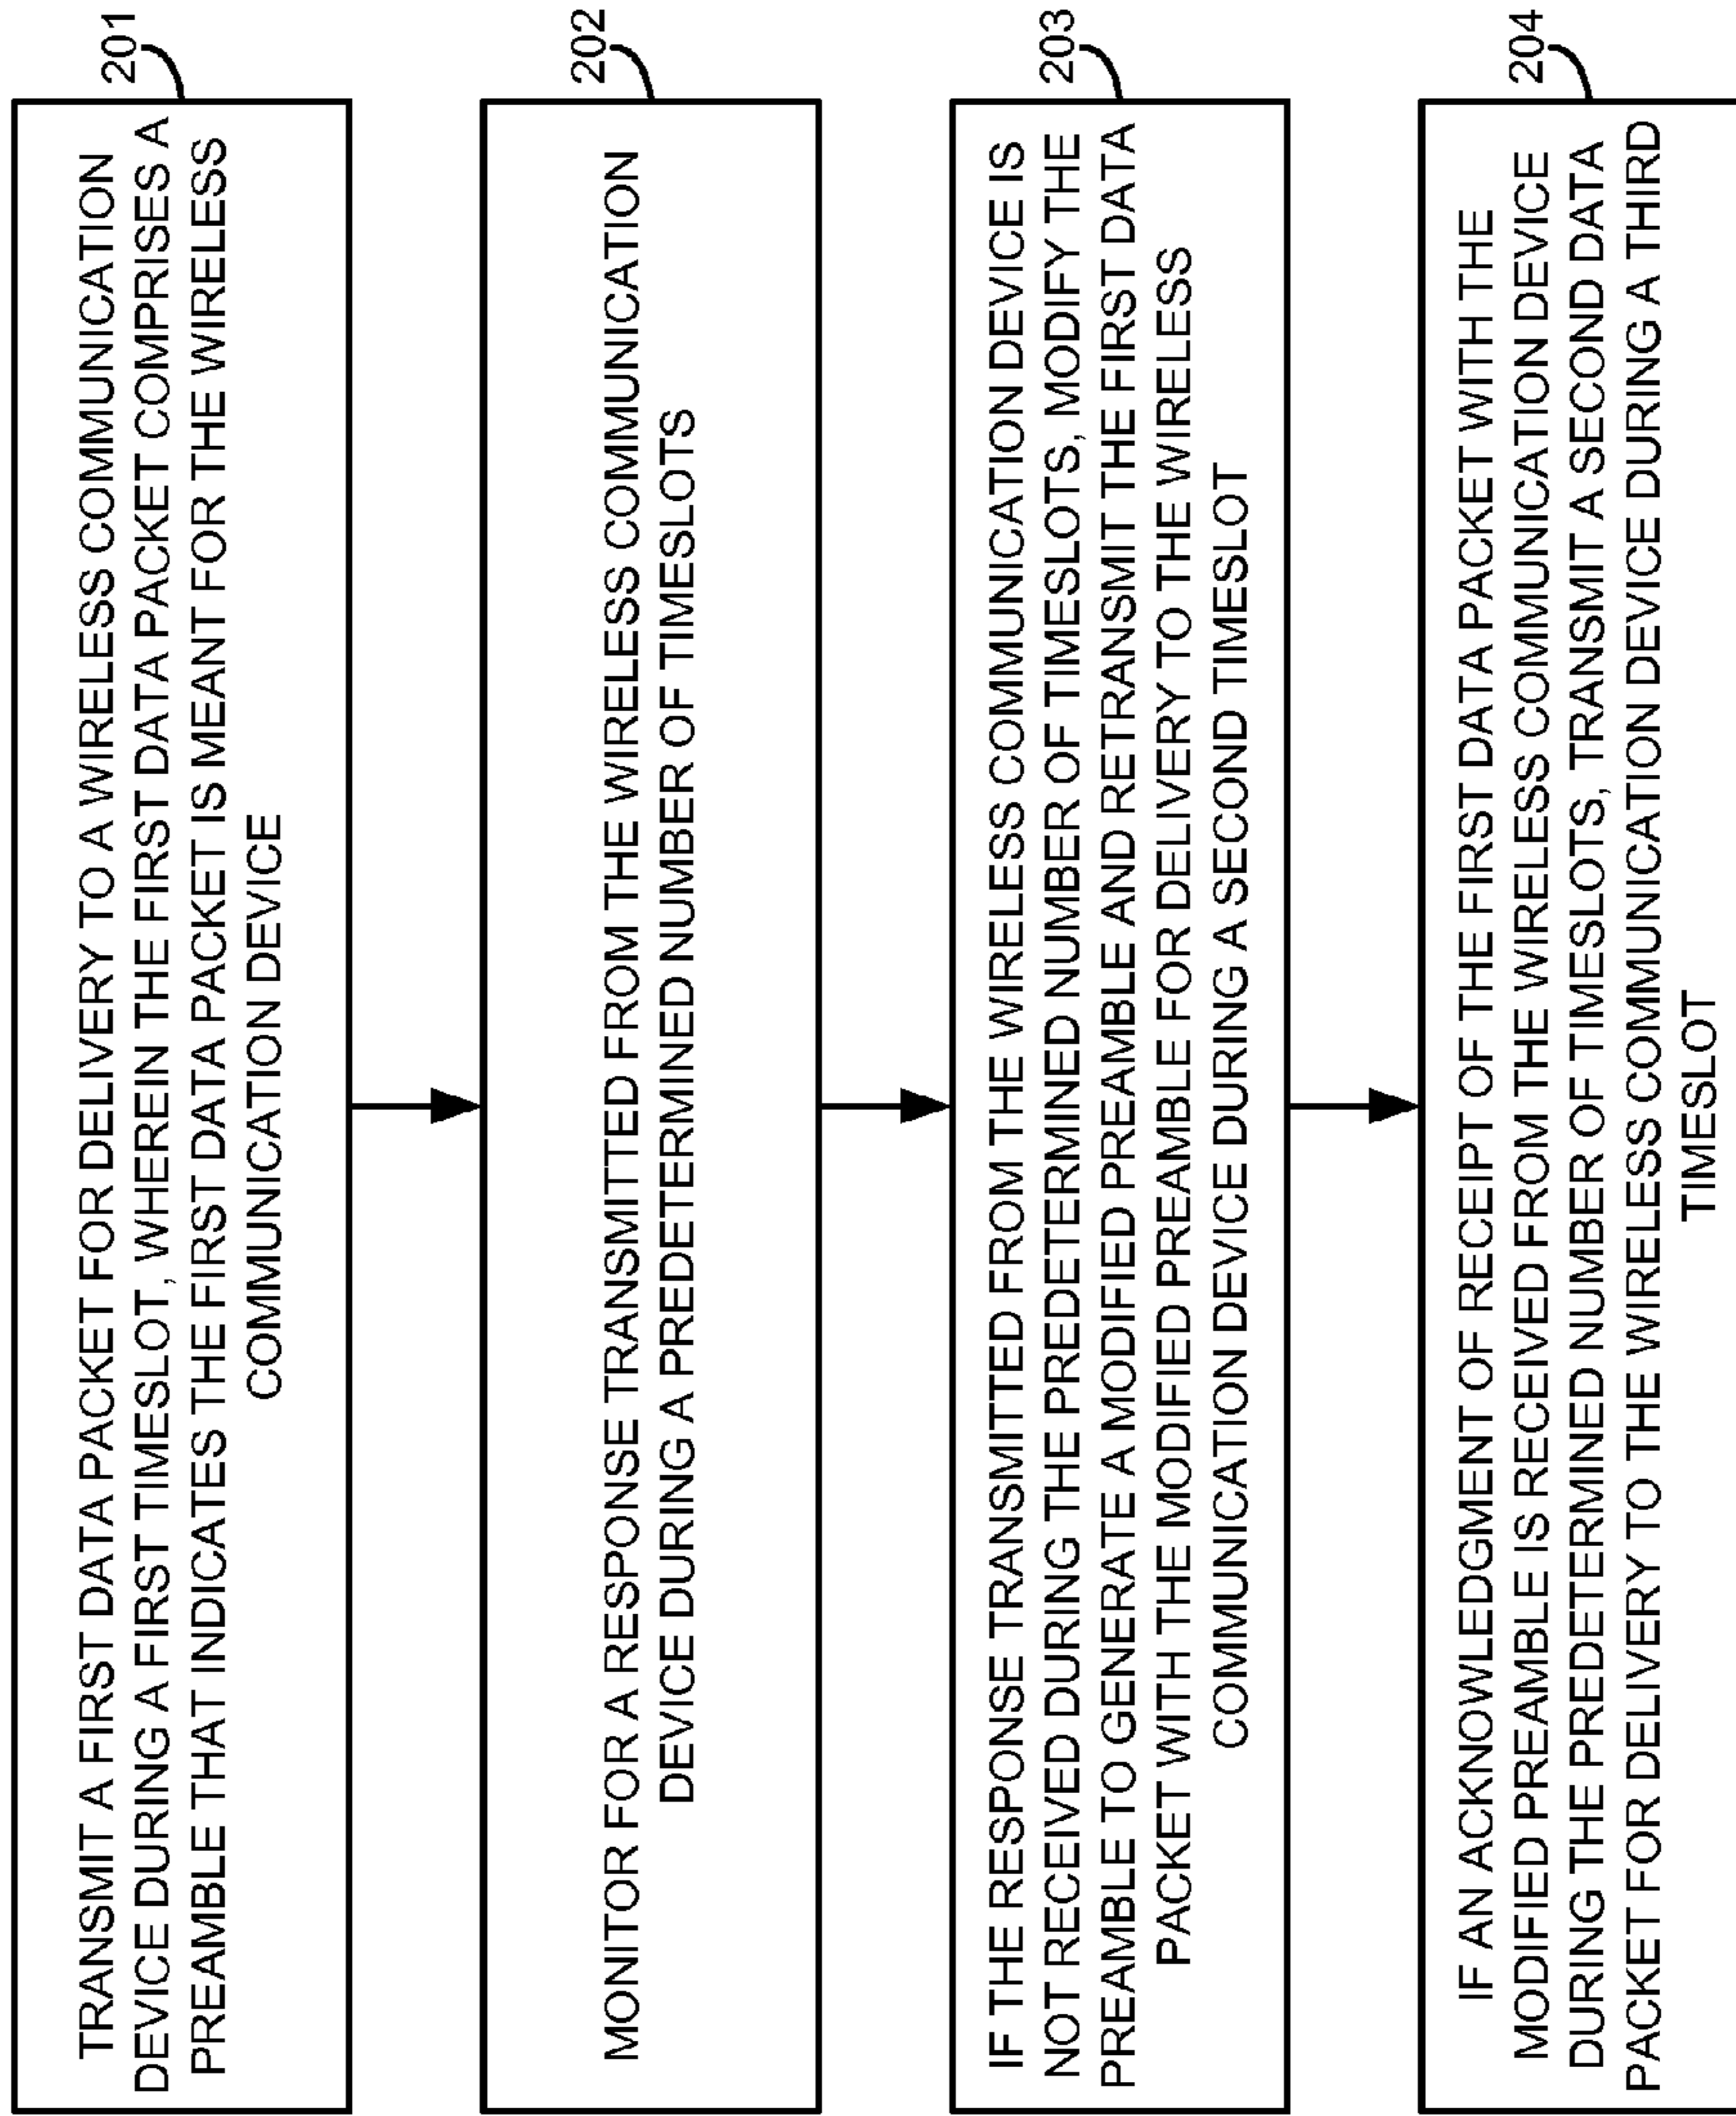 201
TRANSMIT A FIRST DATA PACKET FOR DELIVERY TO A WIRELESS COMMUNICATION
DEVICE DURING A FIRST TIMESLOT, WHEREIN THE FIRST DATA PACKET COMPRISES A
PREAMBLE THAT INDICATES THE FIRST DATA PACKET IS MEANT FOR THE WIRELESS
COMMUNICATION DEVICE
202
MONITOR FOR A RESPONSE TRANSMITTED FROM THE WIRELESS COMMUNICATION
DEVICE DURING A PREDETERMINED NUMBER OF TIMESLOTS
203
IF THE RESPONSE TRANSMITTED FROM THE WIRELESS COMMUNICATION DEVICE IS
NOT RECEIVED DURING THE PREDETERMINED NUMBER OF TIMESLOTS, MODIFY THE
PREAMBLE TO GENERATE A MODIFIED PREAMBLE AND RETRANSMIT THE FIRST DATA
PACKET WITH THE MODIFIED PREAMBLE FOR DELIVERY TO THE WIRELESS
COMMUNICATION DEVICE DURING A SECOND TIMESLOT
204
IF AN ACKNOWLEDGMENT OF RECEIPT OF THE FIRST DATA PACKET WITH THE
MODIFIED PREAMBLE IS RECEIVED FROM THE WIRELESS COMMUNICATION DEVICE
DURING THE PREDETERMINED NUMBER OF TIMESLOTS, TRANSMIT A SECOND DATA
PACKET FOR DELIVERY TO THE WIRELESS COMMUNICATION DEVICE DURING A THIRD
TIMESLOT